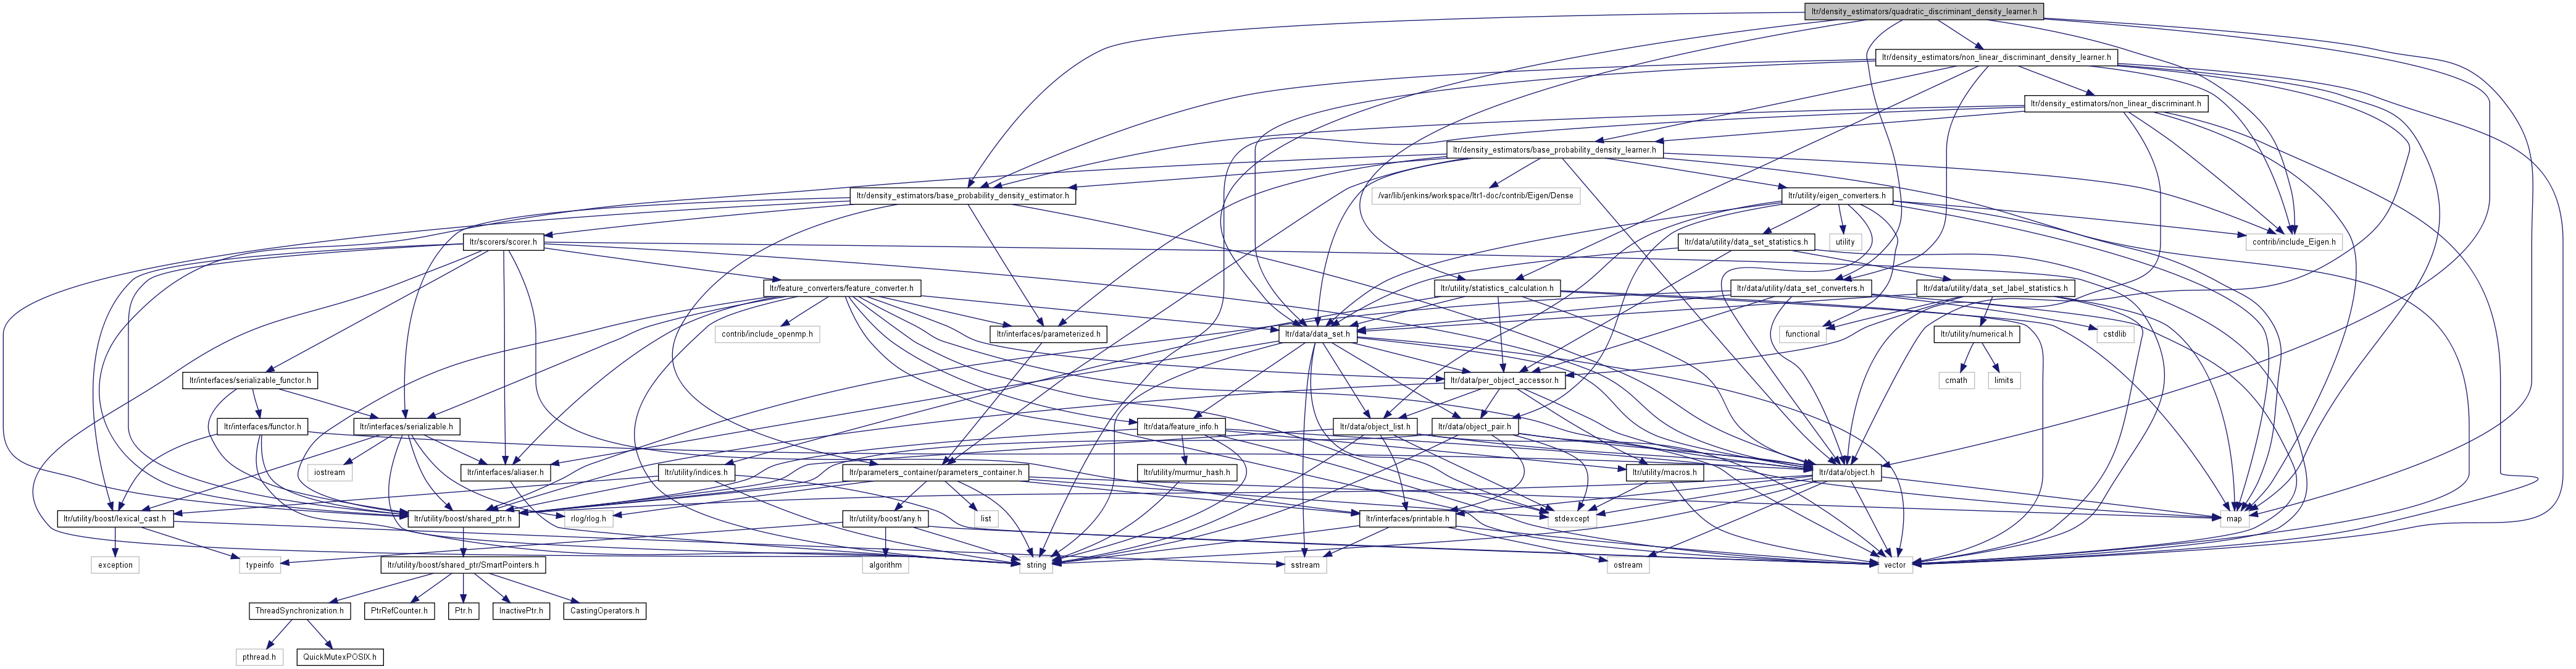 ltr/density_estimators/quadratic_discriminant_density_learner.h
ltr/density_estimators/non_linear_discriminant_density_learner.h
ltr/density_estimators/non_linear_discriminant.h
ltr/density_estimators/base_probability_density_learner.h
ltr/density_estimators/base_probability_density_estimator.h
/var/lib/jenkins/workspace/ltr1-doc/contrib/Eigen/Dense
ltr/utility/eigen_converters.h
ltr/scorers/scorer.h
ltr/data/utility/data_set_statistics.h
utility
contrib/include_Eigen.h
ltr/feature_converters/feature_converter.h
ltr/utility/statistics_calculation.h
ltr/data/utility/data_set_converters.h
ltr/data/utility/data_set_label_statistics.h
contrib/include_openmp.h
ltr/interfaces/parameterized.h
ltr/data/data_set.h
functional
ltr/utility/numerical.h
cstdlib
ltr/interfaces/serializable_functor.h
ltr/data/per_object_accessor.h
cmath
limits
ltr/interfaces/functor.h
ltr/interfaces/serializable.h
ltr/data/feature_info.h
ltr/data/object_list.h
ltr/data/object_pair.h
iostream
ltr/interfaces/aliaser.h
ltr/utility/indices.h
ltr/parameters_container/parameters_container.h
ltr/utility/murmur_hash.h
ltr/utility/macros.h
ltr/data/object.h
ltr/utility/boost/lexical_cast.h
ltr/utility/boost/shared_ptr.h
rlog/rlog.h
ltr/utility/boost/any.h
list
ltr/interfaces/printable.h
stdexcept
map
exception
typeinfo
ltr/utility/boost/shared_ptr/SmartPointers.h
algorithm
string
sstream
ostream
vector
ThreadSynchronization.h
PtrRefCounter.h
Ptr.h
InactivePtr.h
CastingOperators.h
pthread.h
QuickMutexPOSIX.h